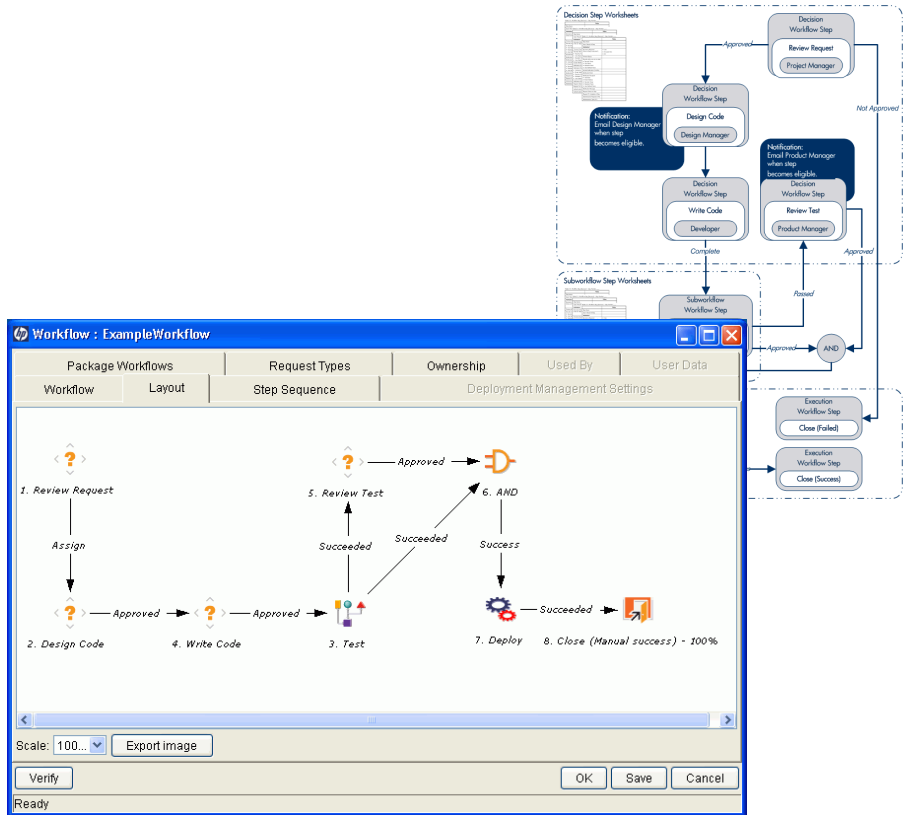 Decision Step Worksheets
Decision
Workflow Step
Review Request
Project Manager
Approved
Not Approved
Decision
Workflow Step
Design Code
Design Manager
Notification:
Email Design Manager
when step
becomes eligible.
Notification:
Email Product Manager
when step
becomes eligible.
Decision
Workflow Step
Write Code
Developer
Decision
Workflow Step
Review Test
Product Manager
Complete
Approved
Subworkflow Step Worksheets
Passed
Subworkflow
Workflow Step
Approved
AND
Execution
Workflow Step
Close (Failed)
Execution
Workflow Step
Close (Success)
hp Workflow : ExampleWorkflow
Package Workflows Request Types Ownership Used By User Data
Workflow Layout Step Sequence Deployment Management Settings
1. Review Request
Assign
2. Design Code
Approved
4. Write Code
Approved
3. Test
Succeeded
Succeeded
5. Review Test
Approved
6. AND
Success
7. Deploy
Succeeded
8. Close (Manual success) - 100%
Scale: 100... Export image
Verify OK Save Cancel
Ready